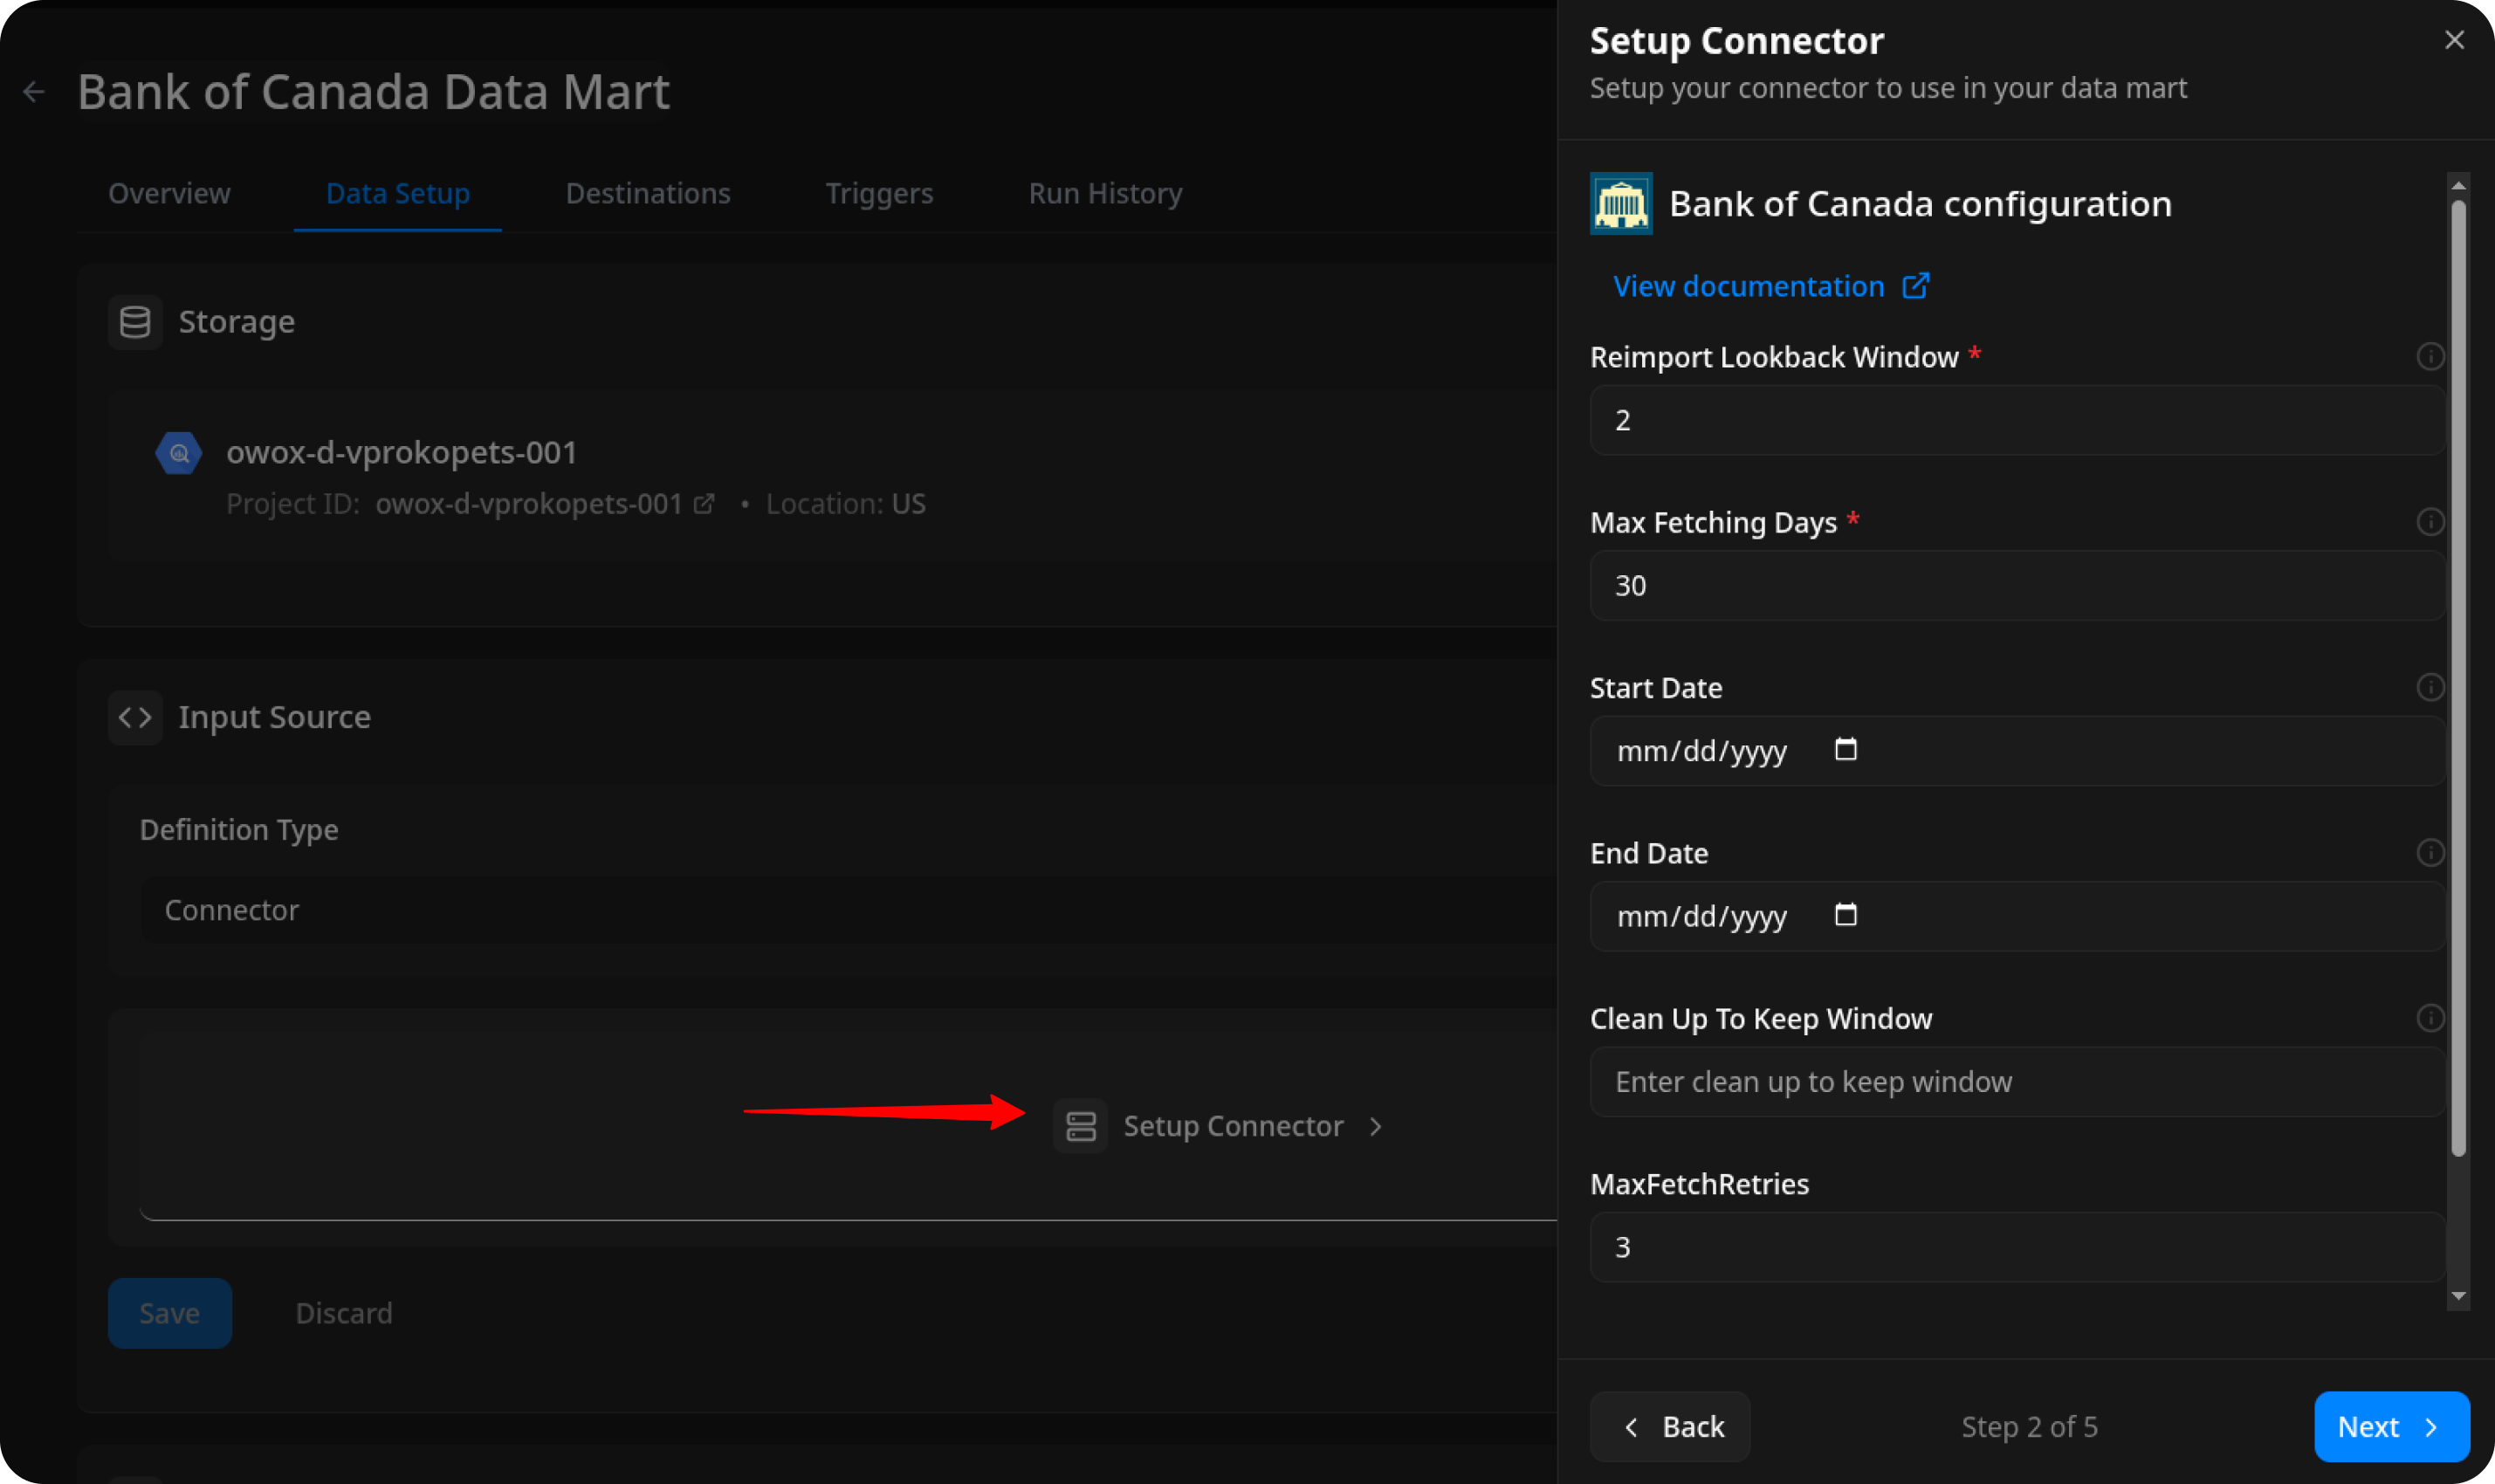 Bank of Canada Data Mart
Overview
Data Setup
Destinations
Triggers
Run History
Storage
owox-d-vprokopets-001
Project ID: owox-d-vprokopets-001 • Location: US
Input Source
Definition Type
Connector
Setup Connector
Save
Discard
Setup Connector
Setup your connector to use in your data mart
Bank of Canada configuration
View documentation
Reimport Lookback Window *
2
Max Fetching Days *
30
Start Date
mm/dd/yyyy
End Date
mm/dd/yyyy
Clean Up To Keep Window
Enter clean up to keep window
MaxFetchRetries
3
Back
Step 2 of 5
Next